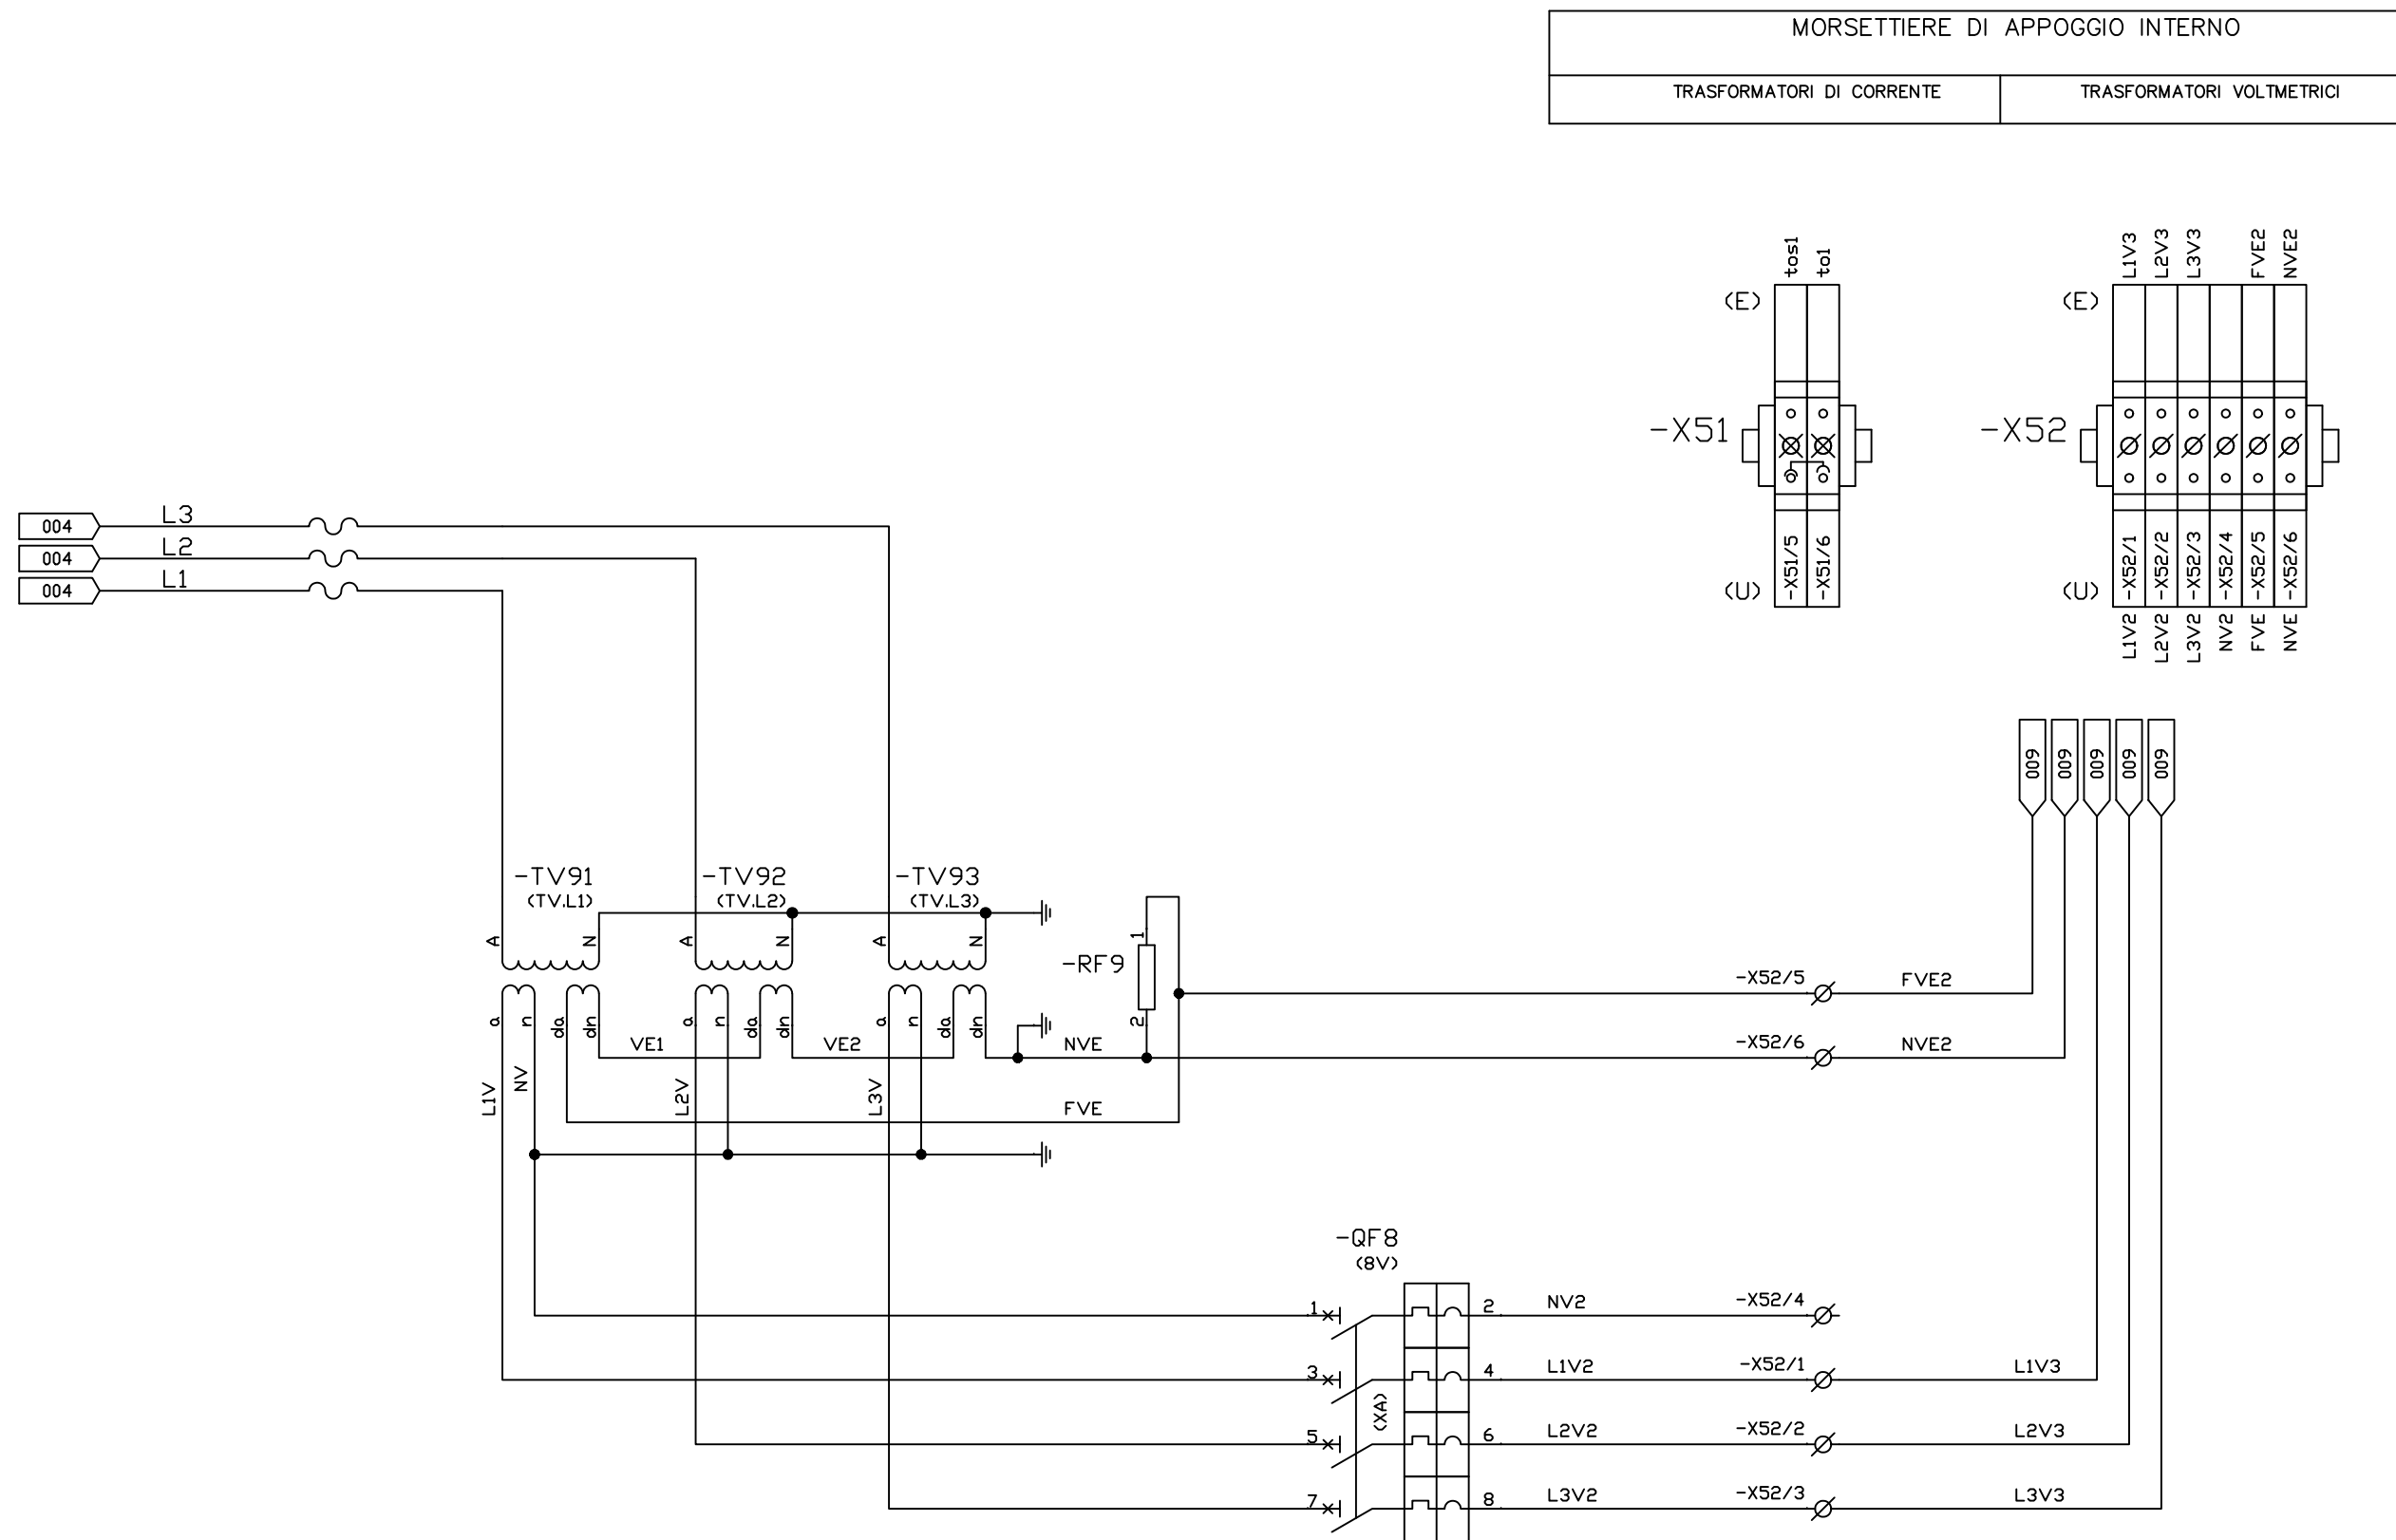 MORSETTIERE DI APPOGGIO INTERNO
TRASFORMATORI DI CORRENTE
TRASFORMATORI VOLTMETRICI
tos1
to1
(E)
-X51
-X51/5
-X51/6
(U)
L1V3
L2V3
L3V3
FVE2
NVE2
(E)
-X52
-X52/1
-X52/2
-X52/3
-X52/4
-X52/5
-X52/6
(U)
L1V2
L2V2
L3V2
NV2
FVE
NVE
004
L3
004
L2
004
L1
009
009
009
009
009
-TV91
(TV.L1)
-TV92
(TV.L2)
-TV93
(TV.L3)
A
N
A
N
A
N
-RF9
1
2
a
n
da
dn
a
n
da
dn
a
n
da
dn
-X52/5
FVE2
VE1
VE2
NVE
-X52/6
NVE2
L1V
NV
L2V
L3V
FVE
-QF8
(8V)
1
2
NV2
-X52/4
3
4
L1V2
-X52/1
L1V3
(XA)
5
6
L2V2
-X52/2
L2V3
7
8
L3V2
-X52/3
L3V3